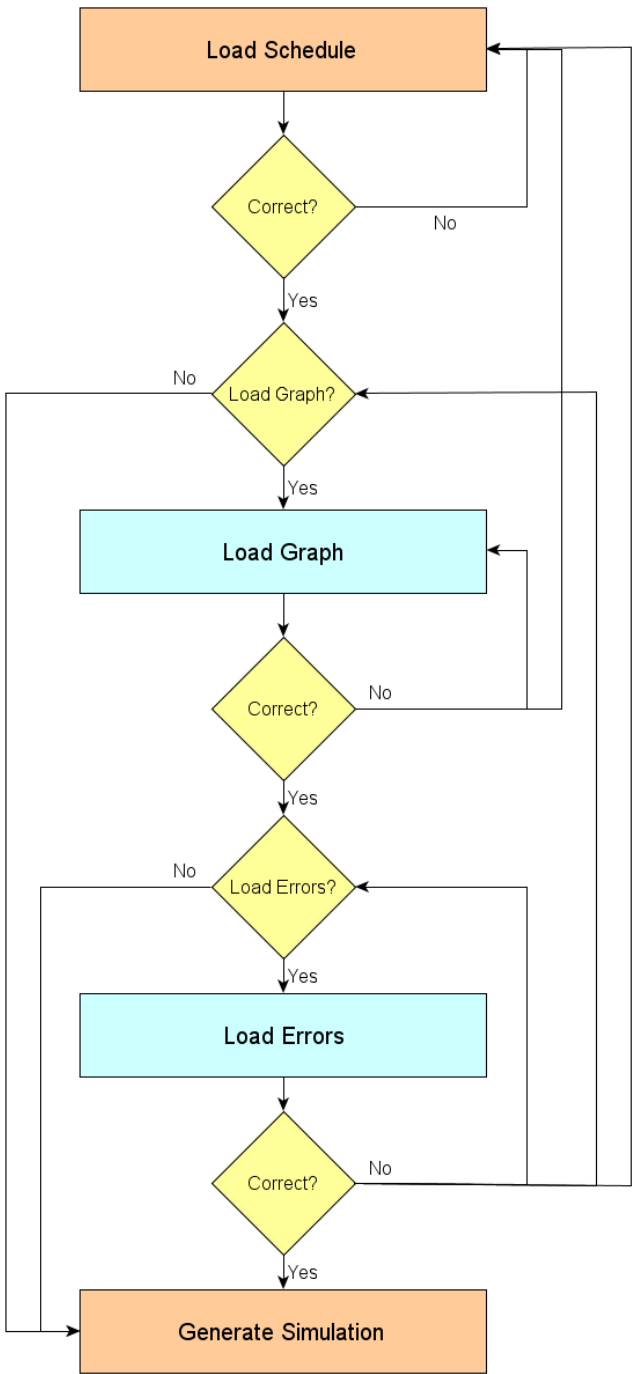 Load Schedule
Correct?
No
Yes
No
Load Graph?
Yes
Load Graph
No
Correct?
Yes
No
Load Errors?
Yes
Load Errors
No
Correct?
Yes
Generate Simulation